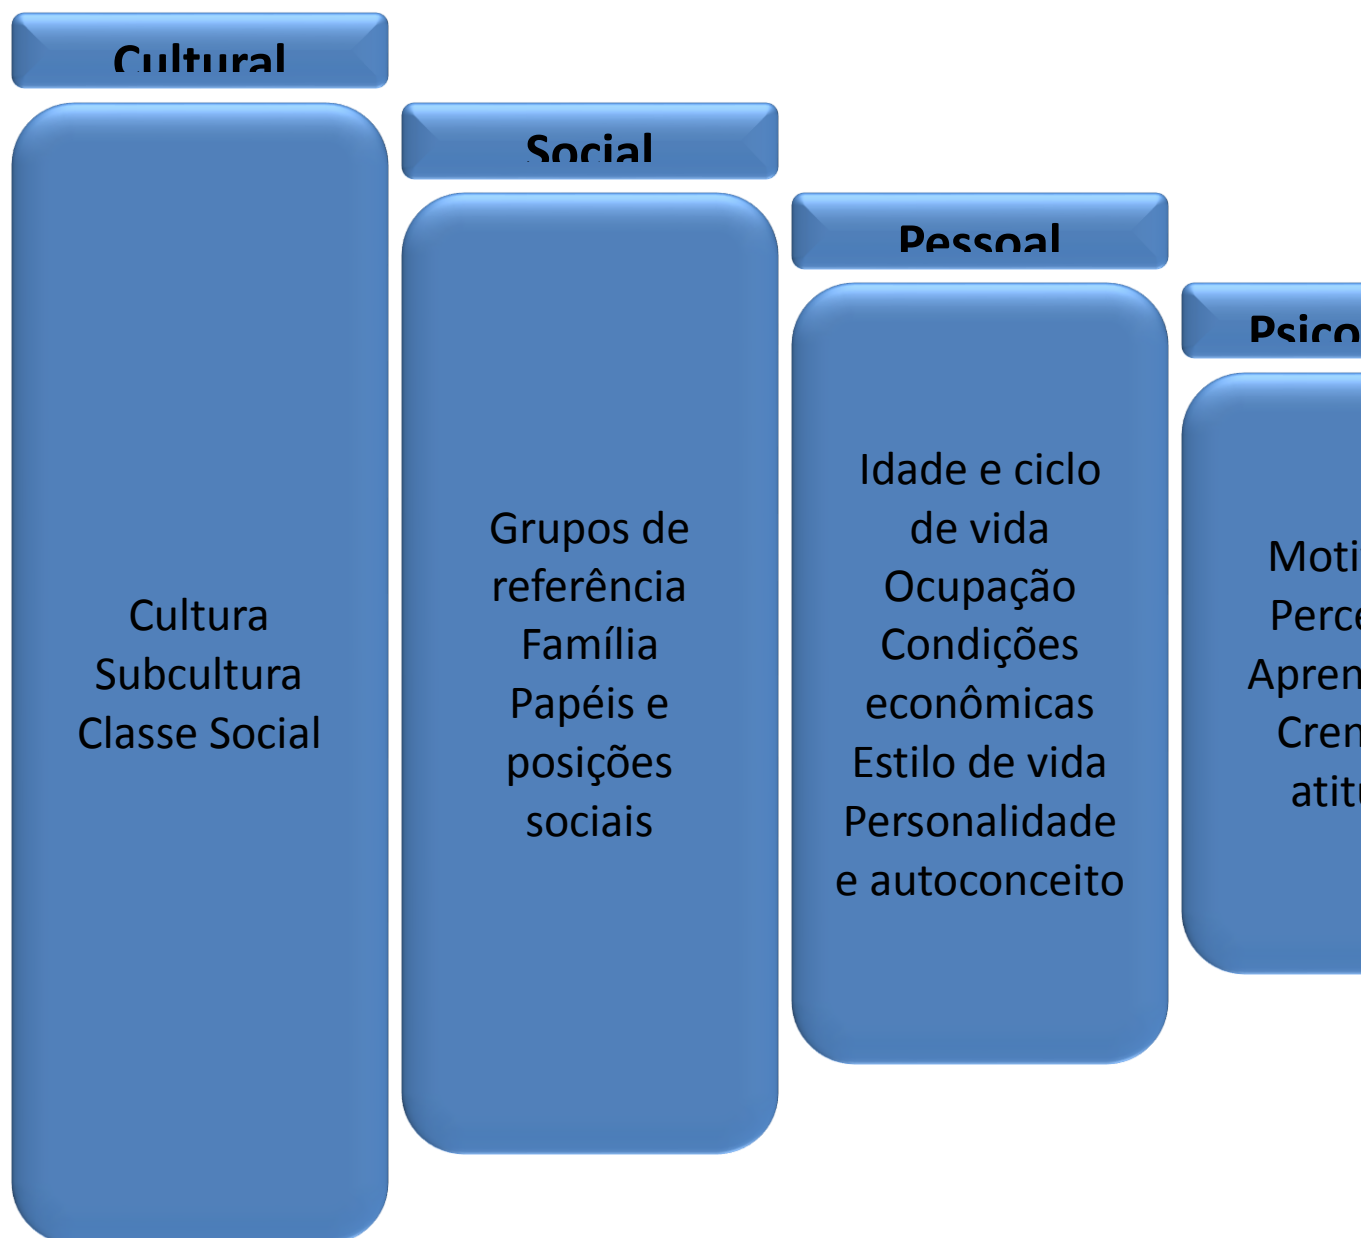 Cultural
Cultura
Subcultura
Classe Social
Social
Grupos de
referência
Família
Papéis e
posições
sociais
Pessoal
Idade e ciclo
de vida
Ocupação
Condições
econômicas
Estilo de vida
Personalidade
e autoconceito